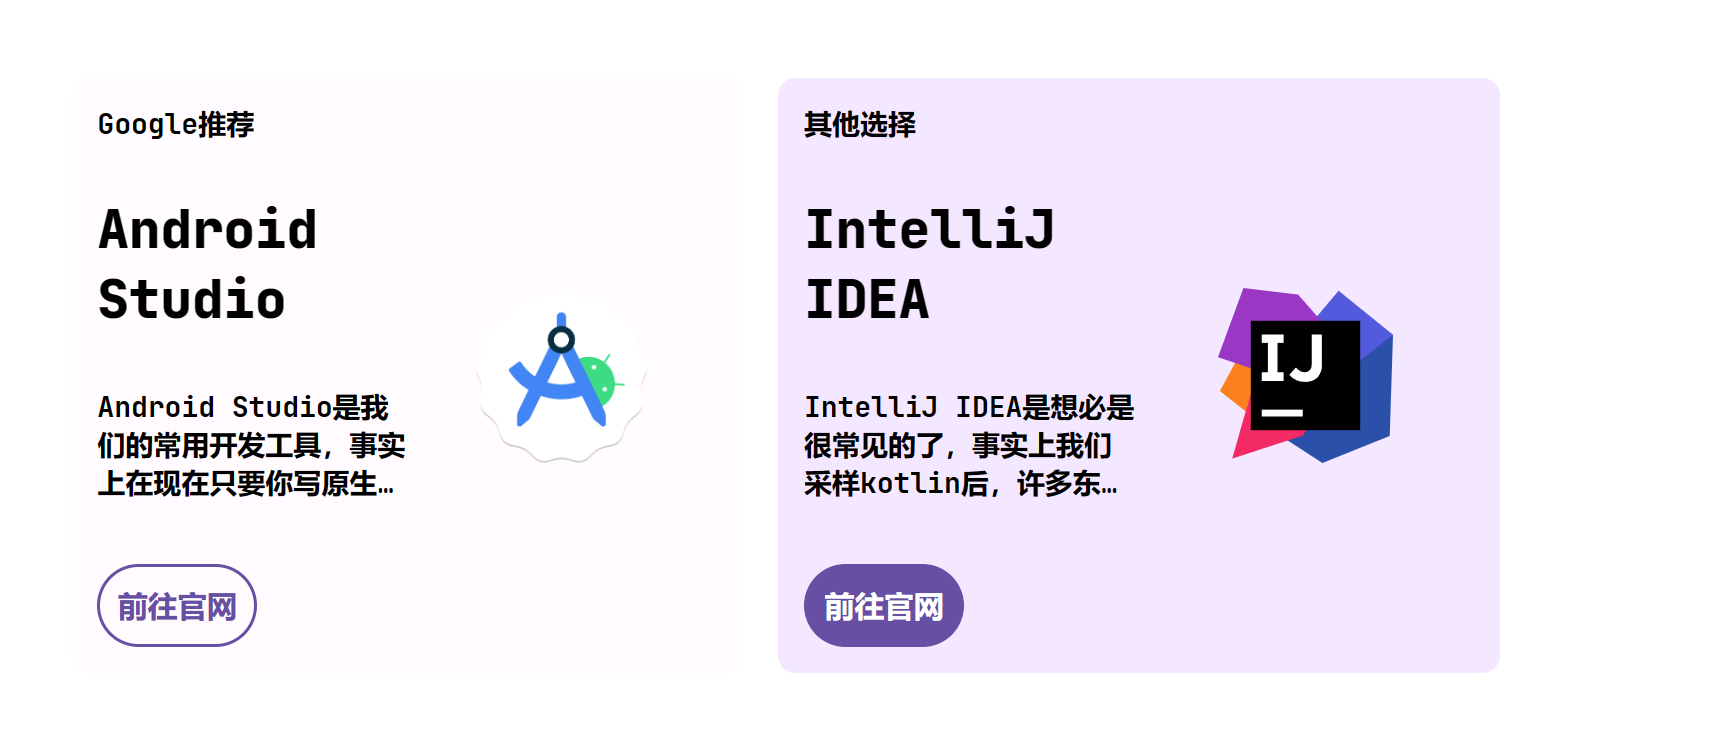 Google推荐
Android
Studio
Android Studio是我
们的常用开发工具，事实
上在现在只要你写原生…
前往官网
其他选择
IntelliJ
IDEA
IntelliJ IDEA是想必是
很常见的了，事实上我们
采样kotlin后，许多东…
前往官网
IJ